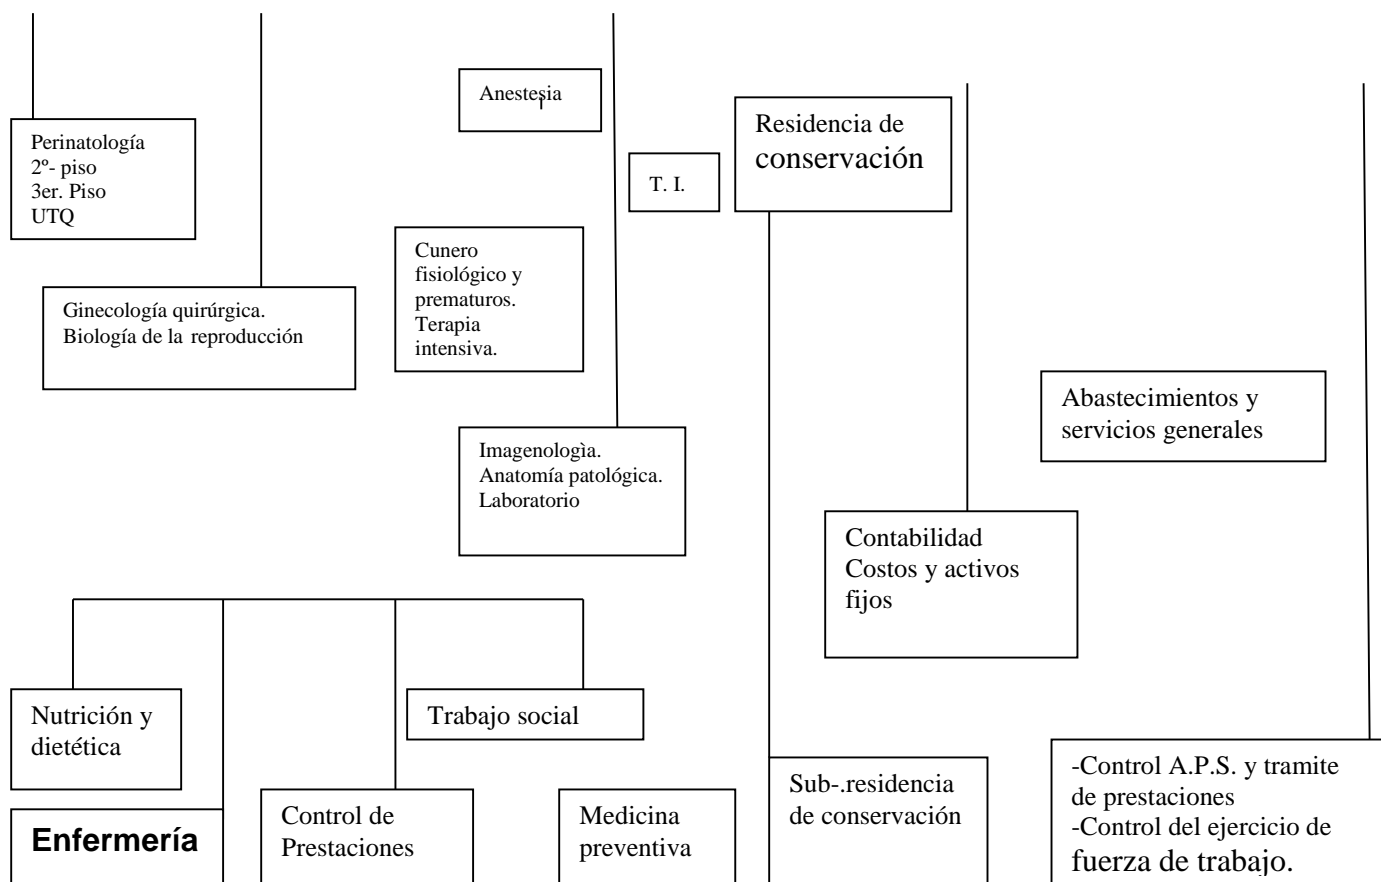 Anestesia
Perinatología
2º- piso
3er. Piso
UTQ
T. I.
Residencia de
conservación
Cunero
fisiológico y
prematuros.
Terapia
intensiva.
Ginecología quirúrgica.
Biología de la reproducción
Abastecimientos y
servicios generales
Imagenologìa.
Anatomía patológica.
Laboratorio
Contabilidad
Costos y activos
fijos
Nutrición y
dietética
Trabajo social
Enfermería
Control de
Prestaciones
Medicina
preventiva
Sub-.residencia
de conservación
-Control A.P.S. y tramite
de prestaciones
-Control del ejercicio de
fuerza de trabajo.